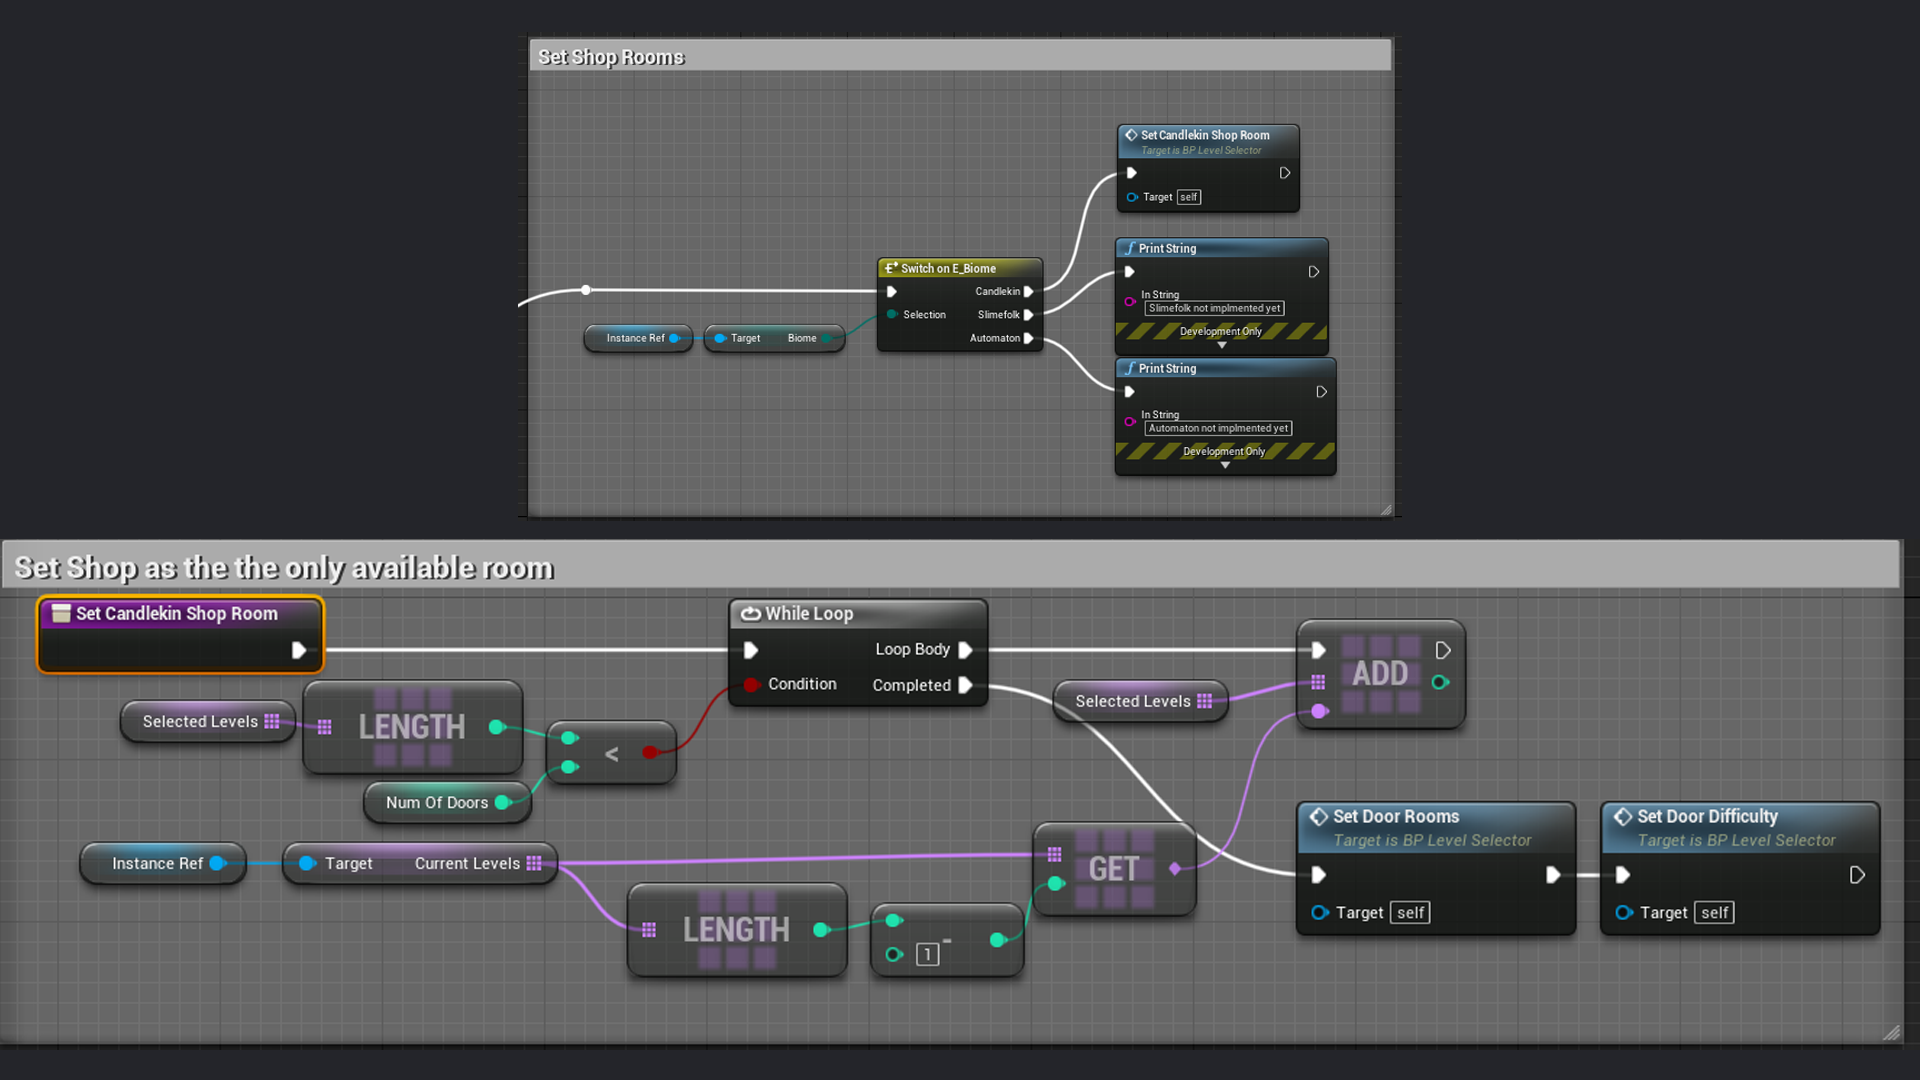 Set Shop Rooms
Set Candlekin Shop Room
Target is BP Level Selector
Target self
Print String
In String
Slimefolk not implmented yet
Development Only
Switch on E_Biome
Candlekin
Selection Slimefolk
Automaton
Instance Ref
Target Biome
Print String
In String
Automaton not implmented yet
Development Only
Set Shop as the the only available room
Set Candlekin Shop Room
While Loop
Loop Body
Condition Completed
Selected Levels
LENGTH
<
Num Of Doors
Selected Levels
ADD
Instance Ref
Target Current Levels
LENGTH
1
-
GET
Set Door Rooms
Target is BP Level Selector
Target self
Set Door Difficulty
Target is BP Level Selector
Target self